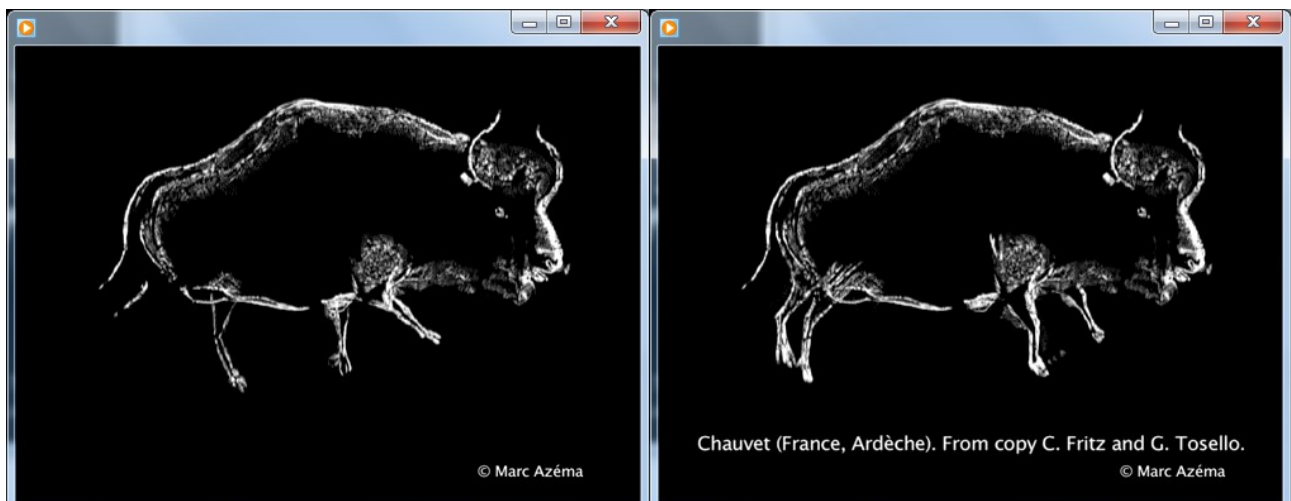 © Marc Azéma
Chauvet (France, Ardèche). From copy C. Fritz and G. Tosello.
© Marc Azéma